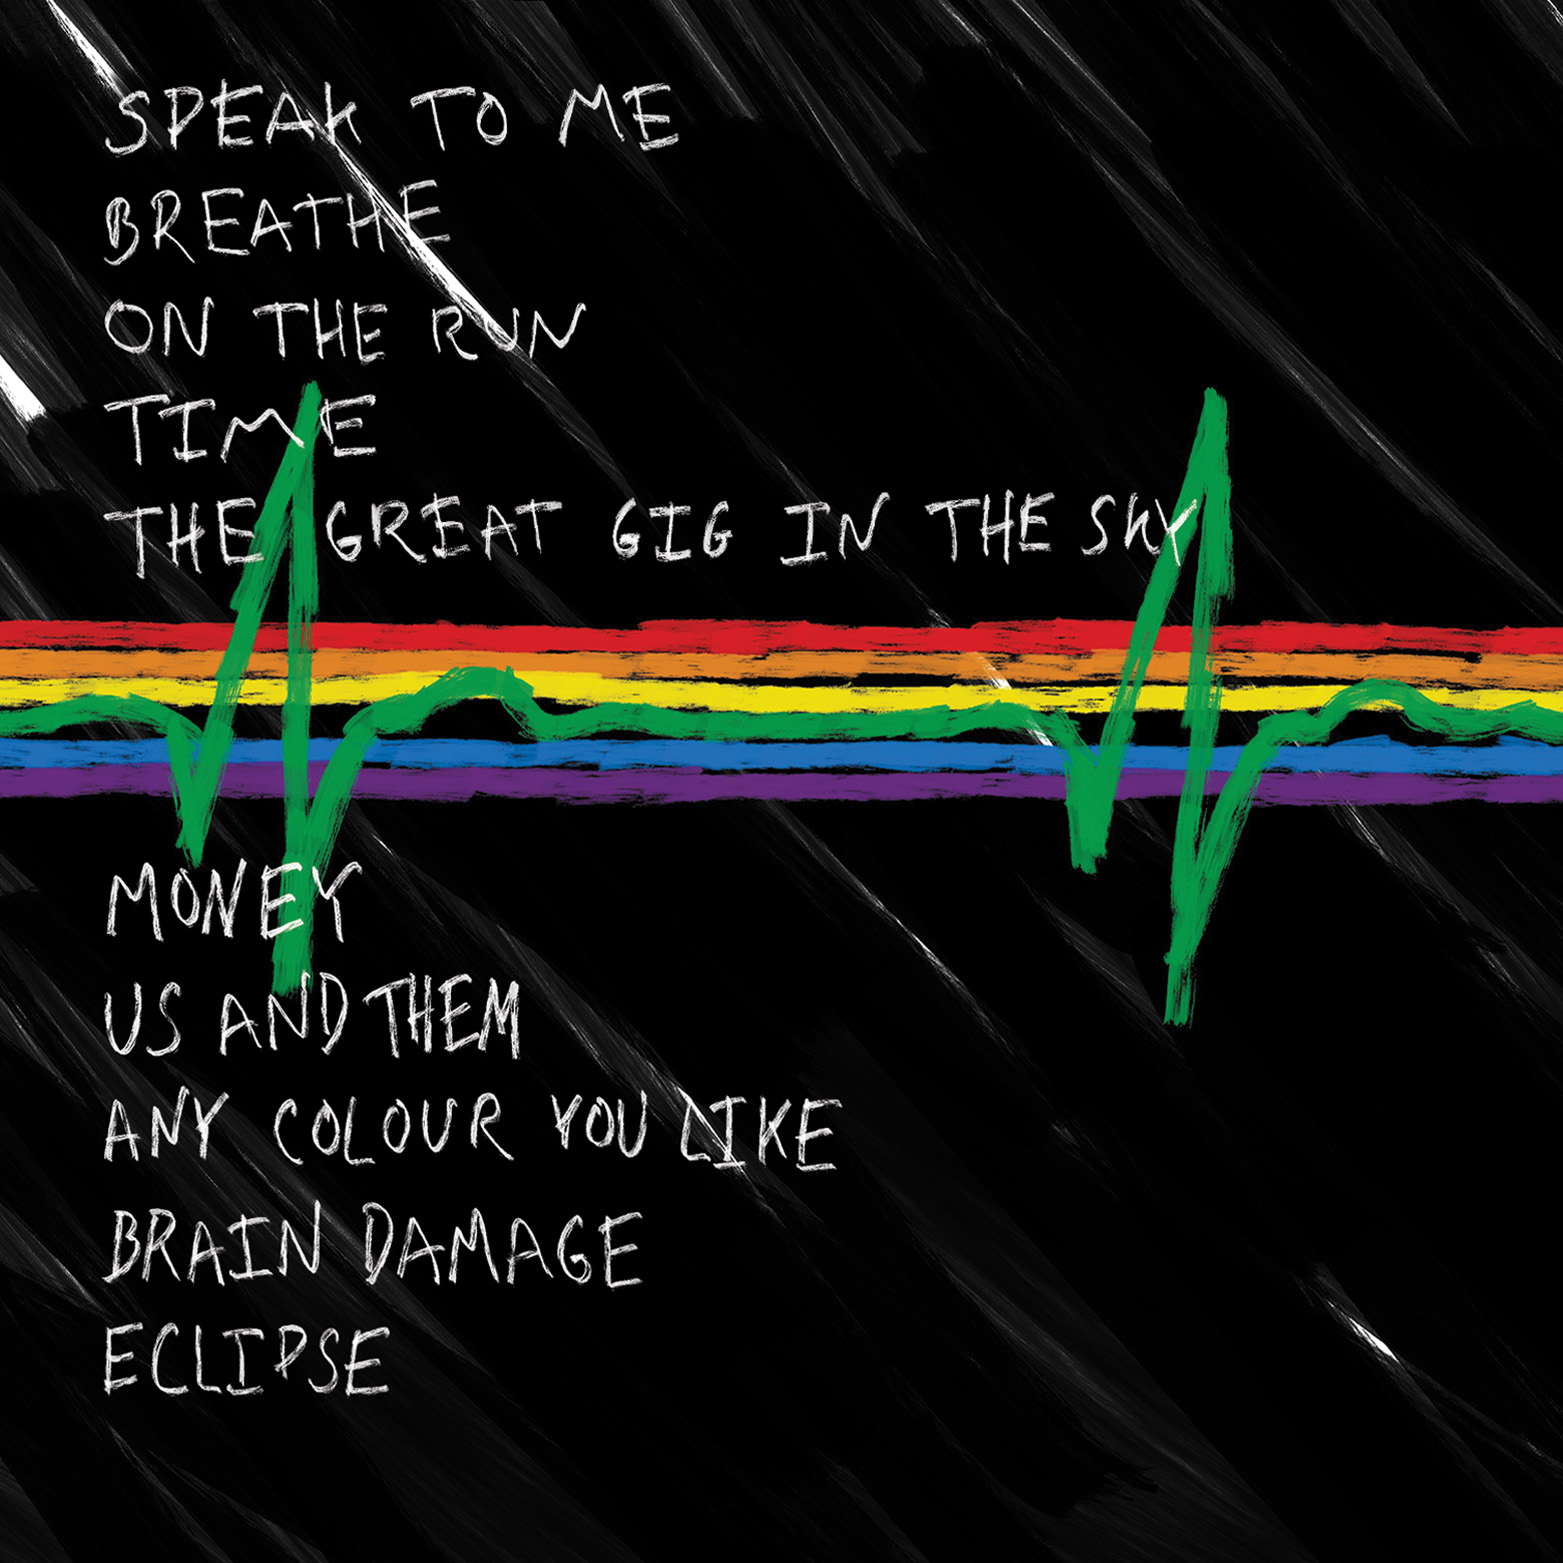 SPEAK TO ME
BREATHE
ON THE RUN
TIME
THE GREAT GIG IN THE SKY
MONEY
US AND THEM
ANY COLOUR YOU LIKE
BRAIN DAMAGE
ECLIPSE